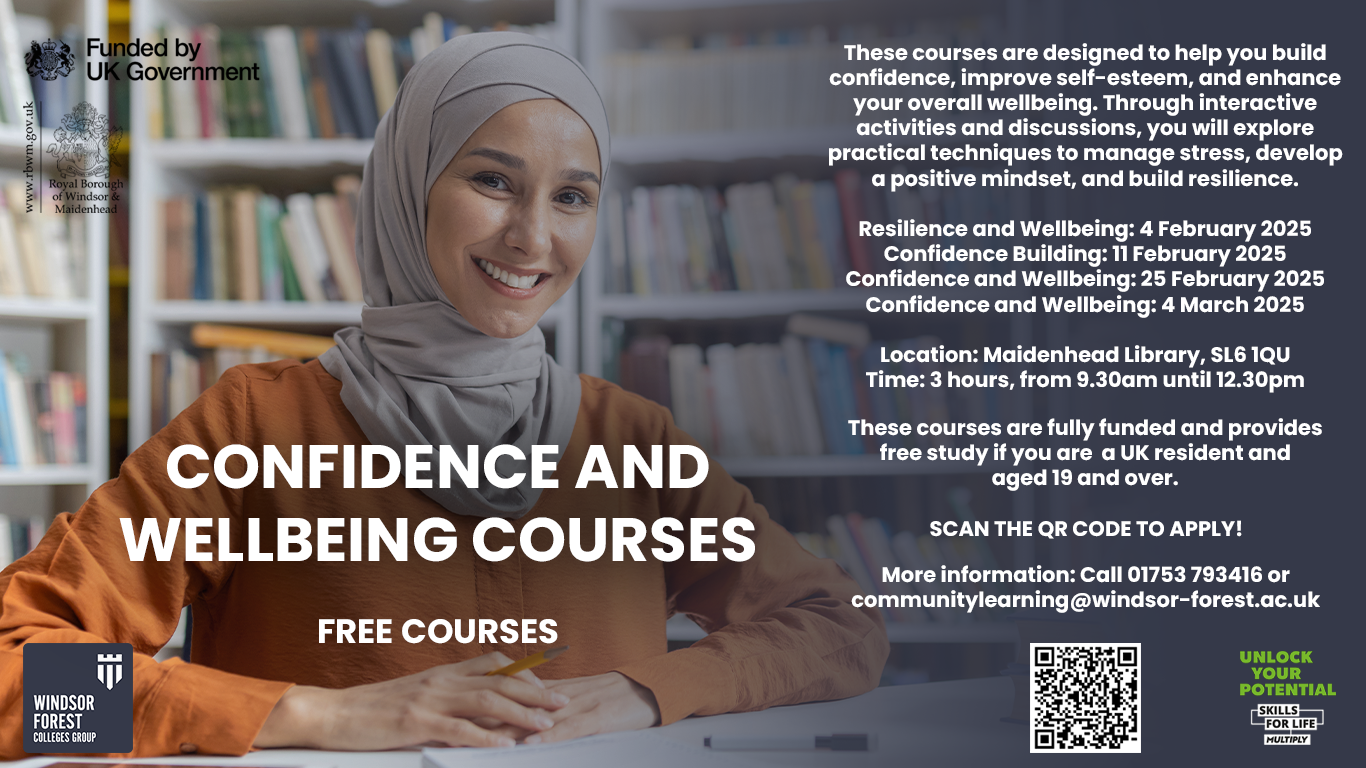 Funded by
UK Government
www.rbwm.gov.uk
Royal Borough
of Windsor &
Maidenhead
CONFIDENCE AND
WELLBEING COURSES
FREE COURSES
WINDSOR
FOREST
COLLEGES GROUP
These courses are designed to help you build
confidence, improve self-esteem, and enhance
your overall wellbeing. Through interactive
activities and discussions, you will explore
practical techniques to manage stress, develop
a positive mindset, and build resilience.
Resilience and Wellbeing: 4 February 2025
Confidence Building: 11 February 2025
Confidence and Wellbeing: 25 February 2025
Confidence and Wellbeing: 4 March 2025
Location: Maidenhead Library, SL6 1QU
Time: 3 hours, from 9.30am until 12.30pm
These courses are fully funded and provides
free study if you are a UK resident and
aged 19 and over.
SCAN THE QR CODE TO APPLY!
More information: Call 01753 793416 or
communitylearning@windsor-forest.ac.uk
UNLOCK
YOUR
POTENTIAL
SKILLS
FOR LIFE
MULTIPLY